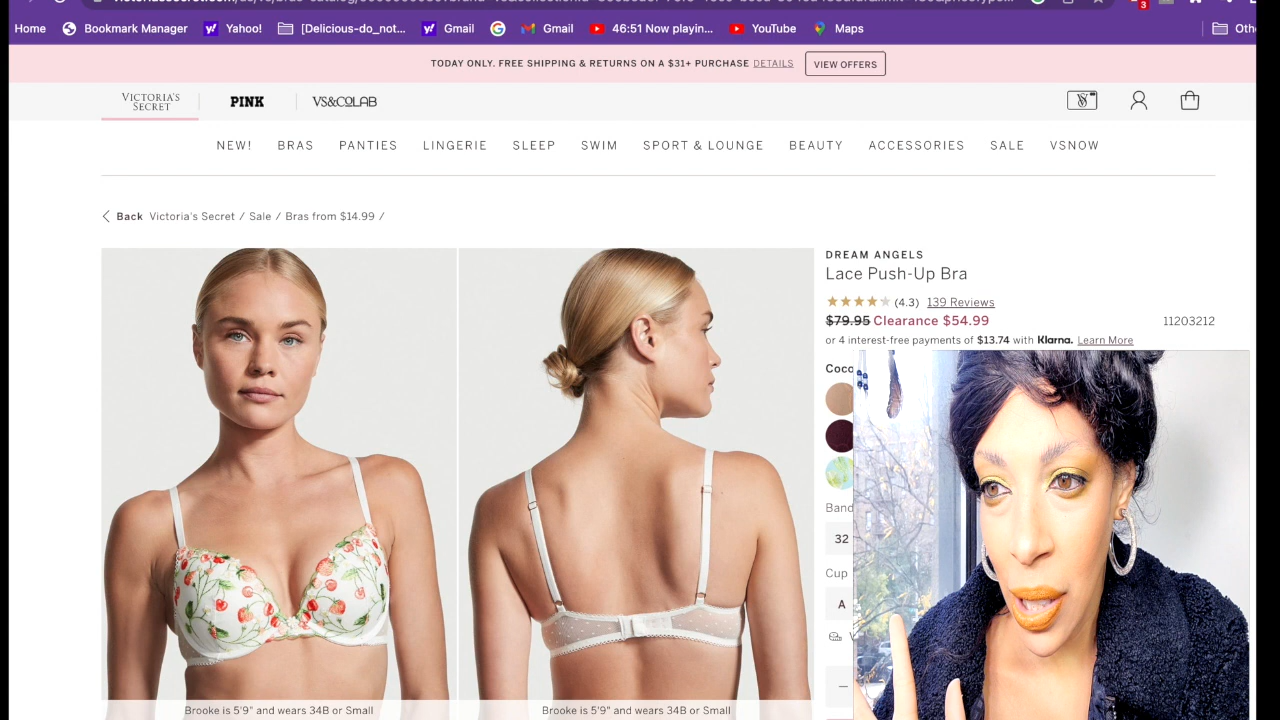 Home Bookmark Manager Yahoo! [Delicious-do_not... Gmail Gmail 46:51 Now playin... YouTube Maps
TODAY ONLY. FREE SHIPPING & RETURNS ON A $31+ PURCHASE DETAILS VIEW OFFERS
VICTORIA'S SECRET PINK VS&COLAB
NEW! BRAS PANTIES LINGERIE SLEEP SWIM SPORT & LOUNGE BEAUTY ACCESSORIES SALE VSNOW
Back Victoria's Secret / Sale / Bras from $14.99 /
DREAM ANGELS
Lace Push-Up Bra
(4.3) 139 Reviews
$79.95 Clearance $54.99 11203212
or 4 interest-free payments of $13.74 with Klarna. Learn More
Coco
Band
32
Cup
A
Brooke is 5'9" and wears 34B or Small Brooke is 5'9" and wears 34B or Small